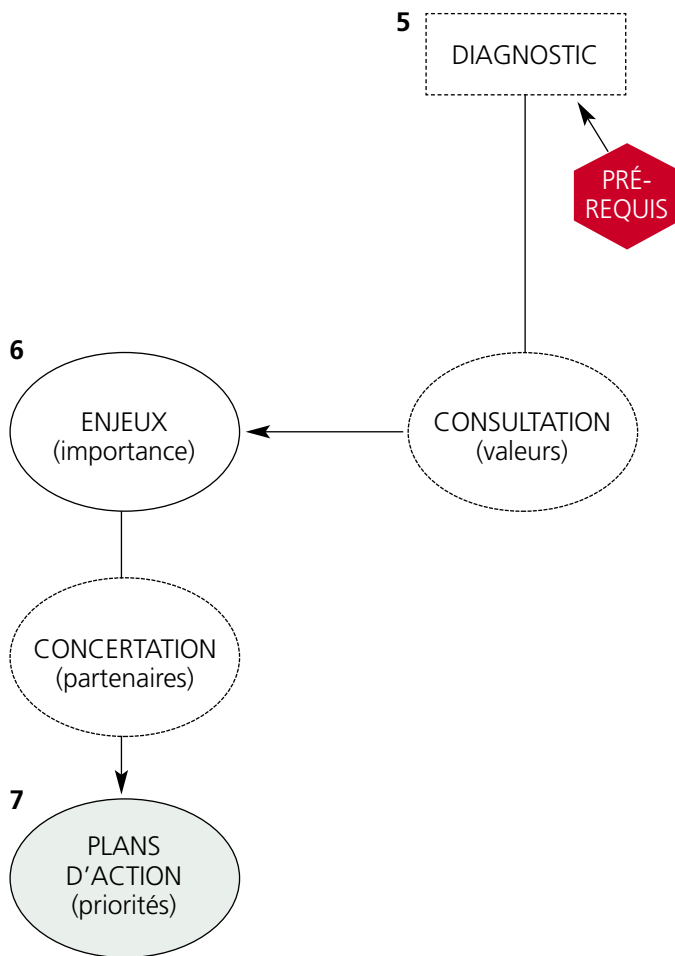 5
DIAGNOSTIC
PRÉ-
REQUIS
6
ENJEUX
(importance)
CONSULTATION
(valeurs)
CONCERTATION
(partenaires)
7
PLANS
D'ACTION
(priorités)